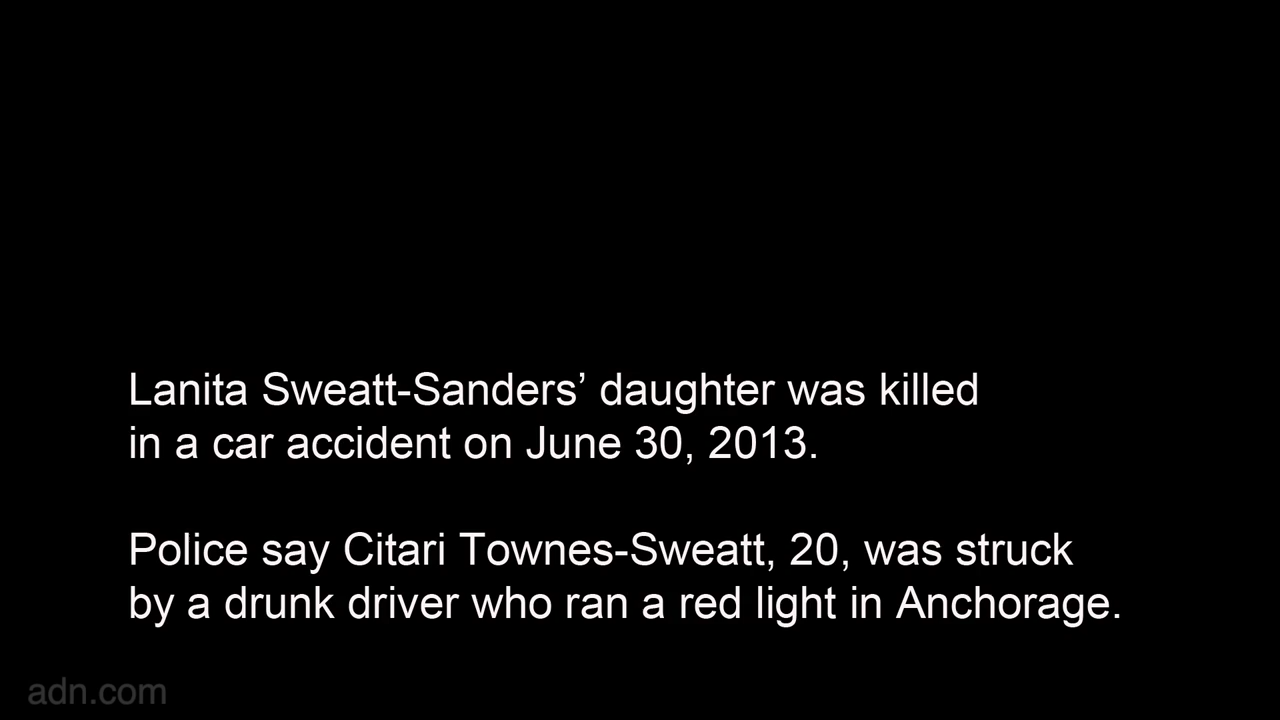 Lanita Sweatt-Sanders’ daughter was killed
in a car accident on June 30, 2013.
Police say Citari Townes-Sweatt, 20, was struck
by a drunk driver who ran a red light in Anchorage.
adn.com